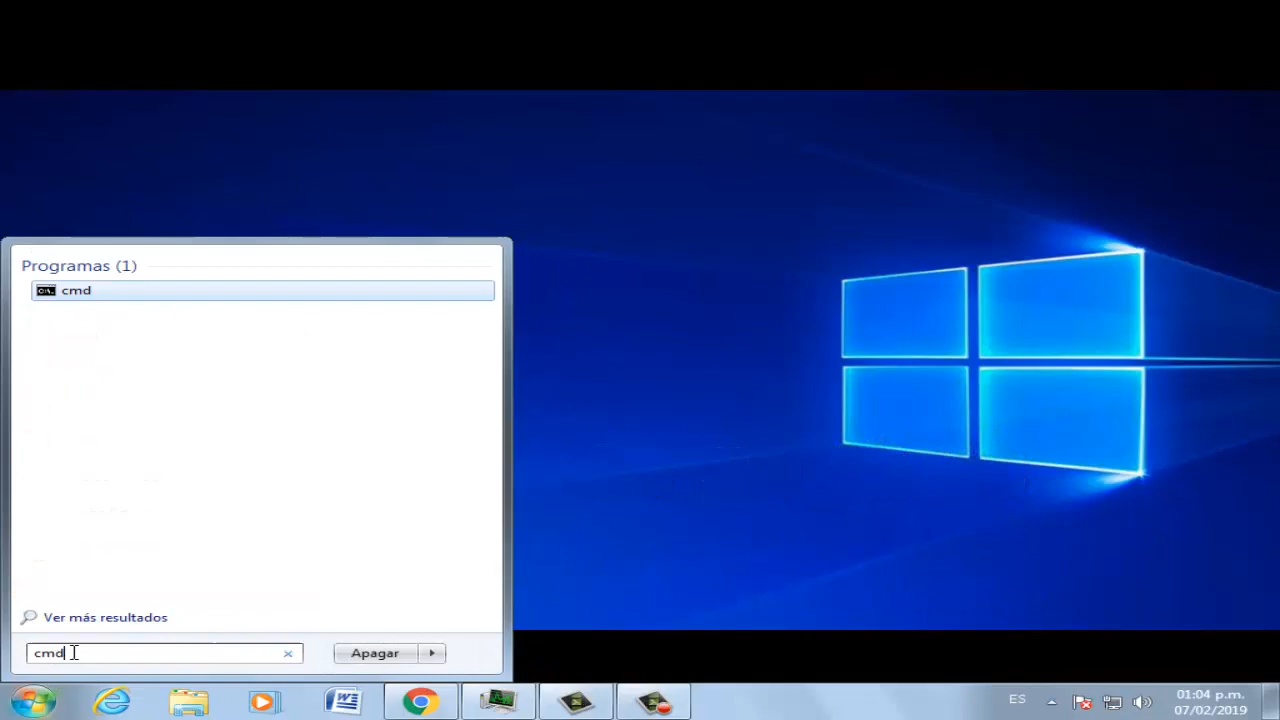 Programas (1)
cmd
Ver más resultados
cmd
Apagar
ES
01:04 p.m.
07/02/2019